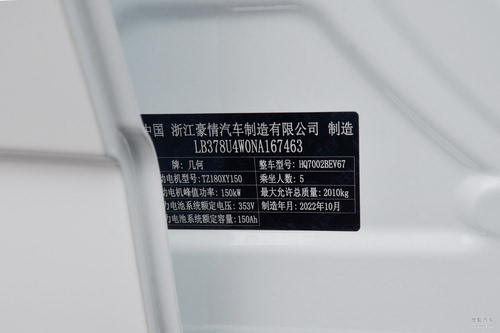 中国 浙江豪情汽车制造有限公司 制造
LB378U4W0NA167463
牌:几何 整车型号:HQ7002BEV67
动电机型号:TZ180XY150 乘坐人数:5
动电机峰值功率:150kW 最大允许总质量:2010kg
力电池系统额定电压:353V 制造年月:2022年10月
力电池系统额定容量:150Ah